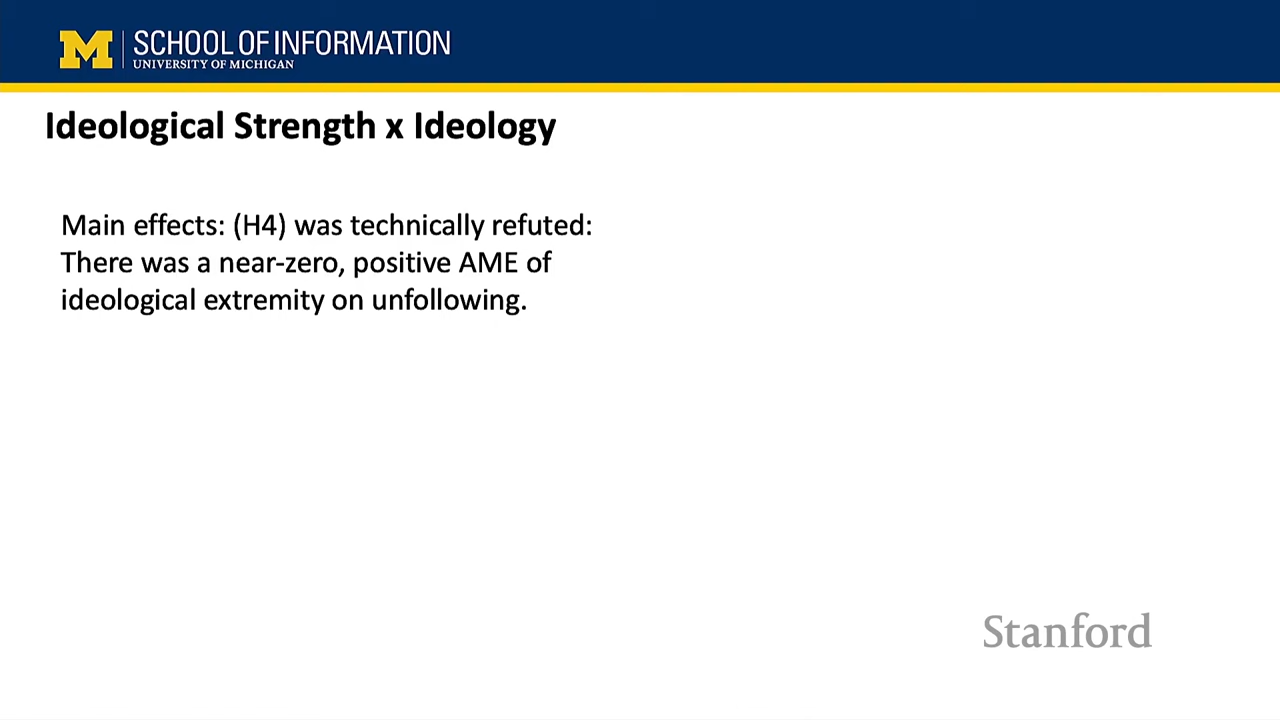 M SCHOOL OF INFORMATION
UNIVERSITY OF MICHIGAN
Ideological Strength x Ideology
Main effects: (H4) was technically refuted:
There was a near-zero, positive AME of
ideological extremity on unfollowing.
Stanford